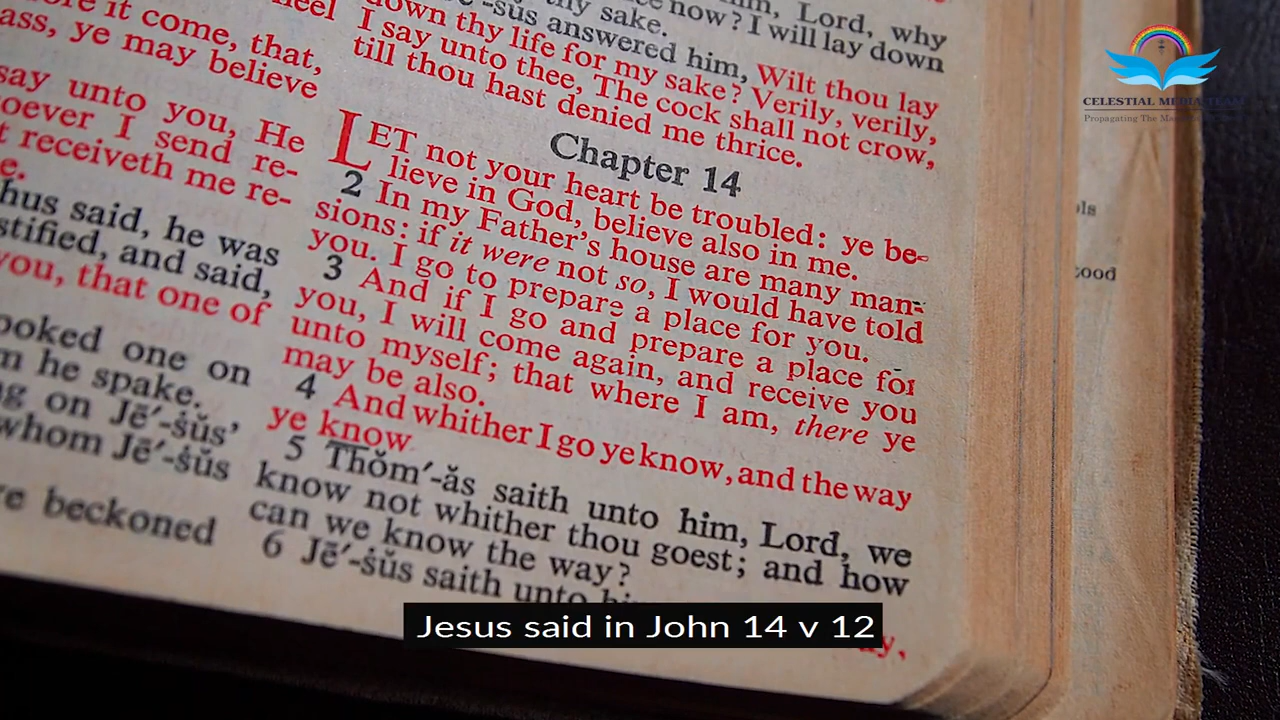 ore it come, that,
ass, ye may believe
say unto you, He
oever I send re-
t receiveth me re-
e.
hus said, he was
stified, and said,
you, that one of
ooked one on
m he spake.
ng on Jē′-ṡŭs'
whom Jē′-ṡŭs
e beckoned
thy sake.
now? I will lay down
Lord, why
-sŭs answered him, Wilt thou lay
down thy life for my sake? Verily, verily,
I say unto thee, The cock shall not crow,
till thou hast denied me thrice.
Chapter 14
LET not your heart be troubled: ye be-
lieve in God, believe also in me.
2 In my Father's house are many man-
sions: if it were not so, I would have told
you. I go to prepare a place for you.
3 And if I go and prepare a place for
you, I will come again, and receive you
unto myself; that where I am, there ye
may be also.
4 And whither I go ye know, and the way
ye know.
5 Thŏm′-ăs saith unto him, Lord, we
know not whither thou goest; and how
can we know the way?
6 Jē′-ṡŭs saith unto
Jesus said in John 14 v 12
CELESTIAL MEDIA
Propagating The
ols